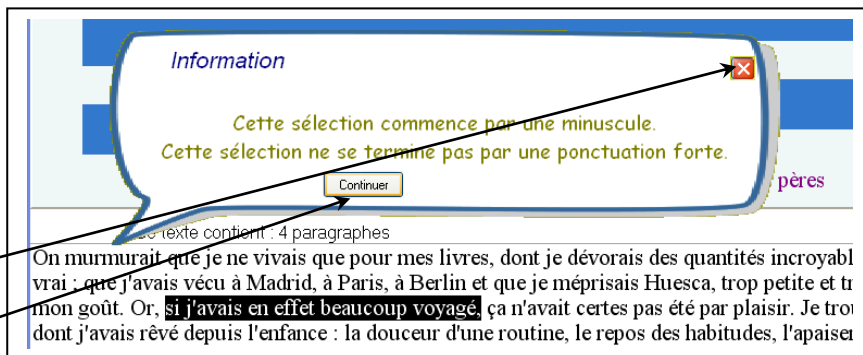 Information
Cette sélection commence par une minuscule.
Cette sélection ne se termine pas par une ponctuation forte.
Continuer
pères
texte contient : 4 paragraphes
On murmurait que je ne vivais que pour mes livres, dont je dévorais des quantités
vrai : que j'avais vécu à Madrid, à Paris, à Berlin et que je méprisais Huesca, trop petite et
mon goût. Or, si j'avais en effet beaucoup voyagé, ça n'avait certes pas été par plaisir. Je
dont j'avais rêvé depuis l'enfance : la douceur d'une routine, le repos des habitudes,